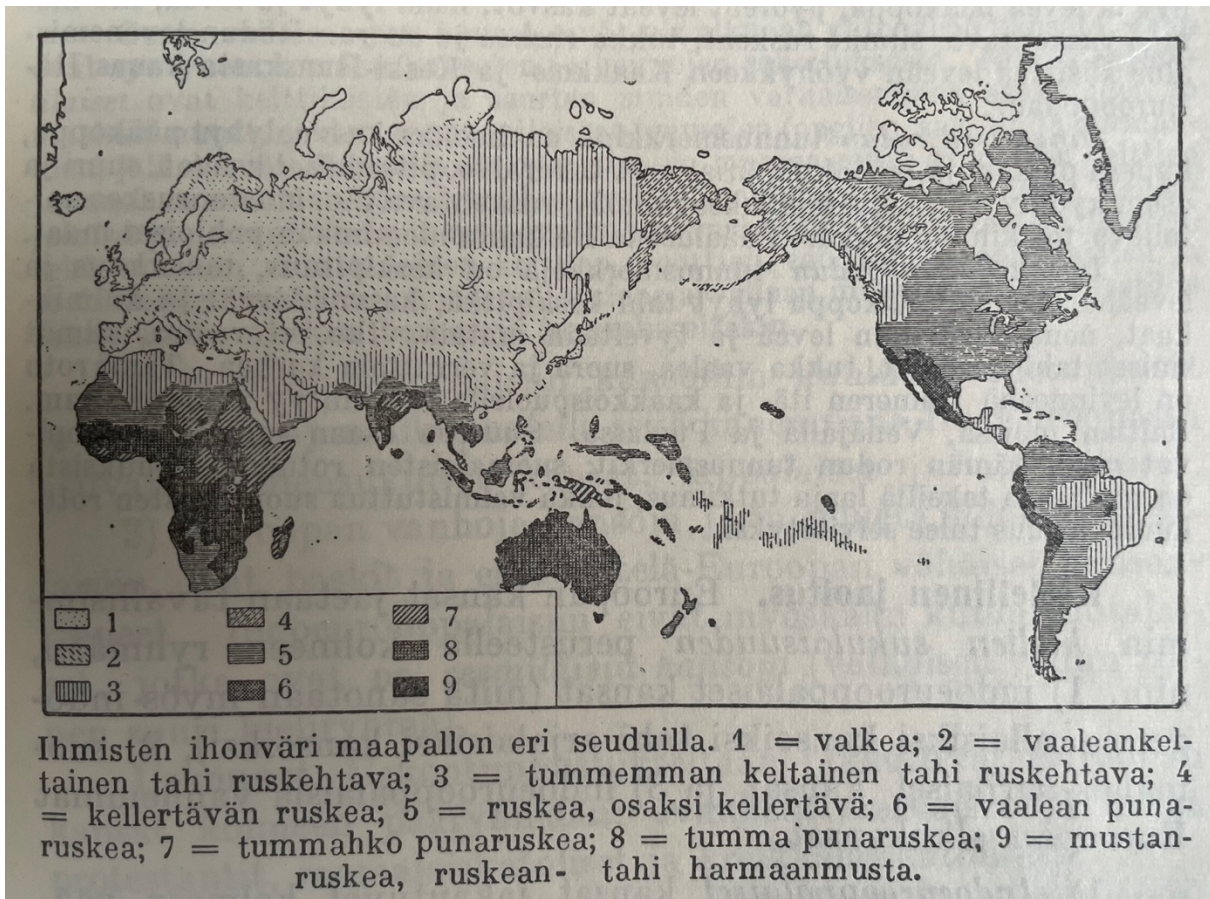 1
2
3
4
5
6
7
8
9
Ihmisten ihonväri maapallon eri seuduilla. 1 = valkea; 2 = vaaleankel-
tainen tahi ruskehtava; 3 = tummemman keltainen tahi ruskehtava; 4
= kellertävän ruskea; 5 = ruskea, osaksi kellertävä; 6 = vaalean puna-
ruskea; 7 = tummahko punaruskea; 8 = tumma punaruskea; 9 = mustan-
ruskea, ruskean- tahi harmaanmusta.